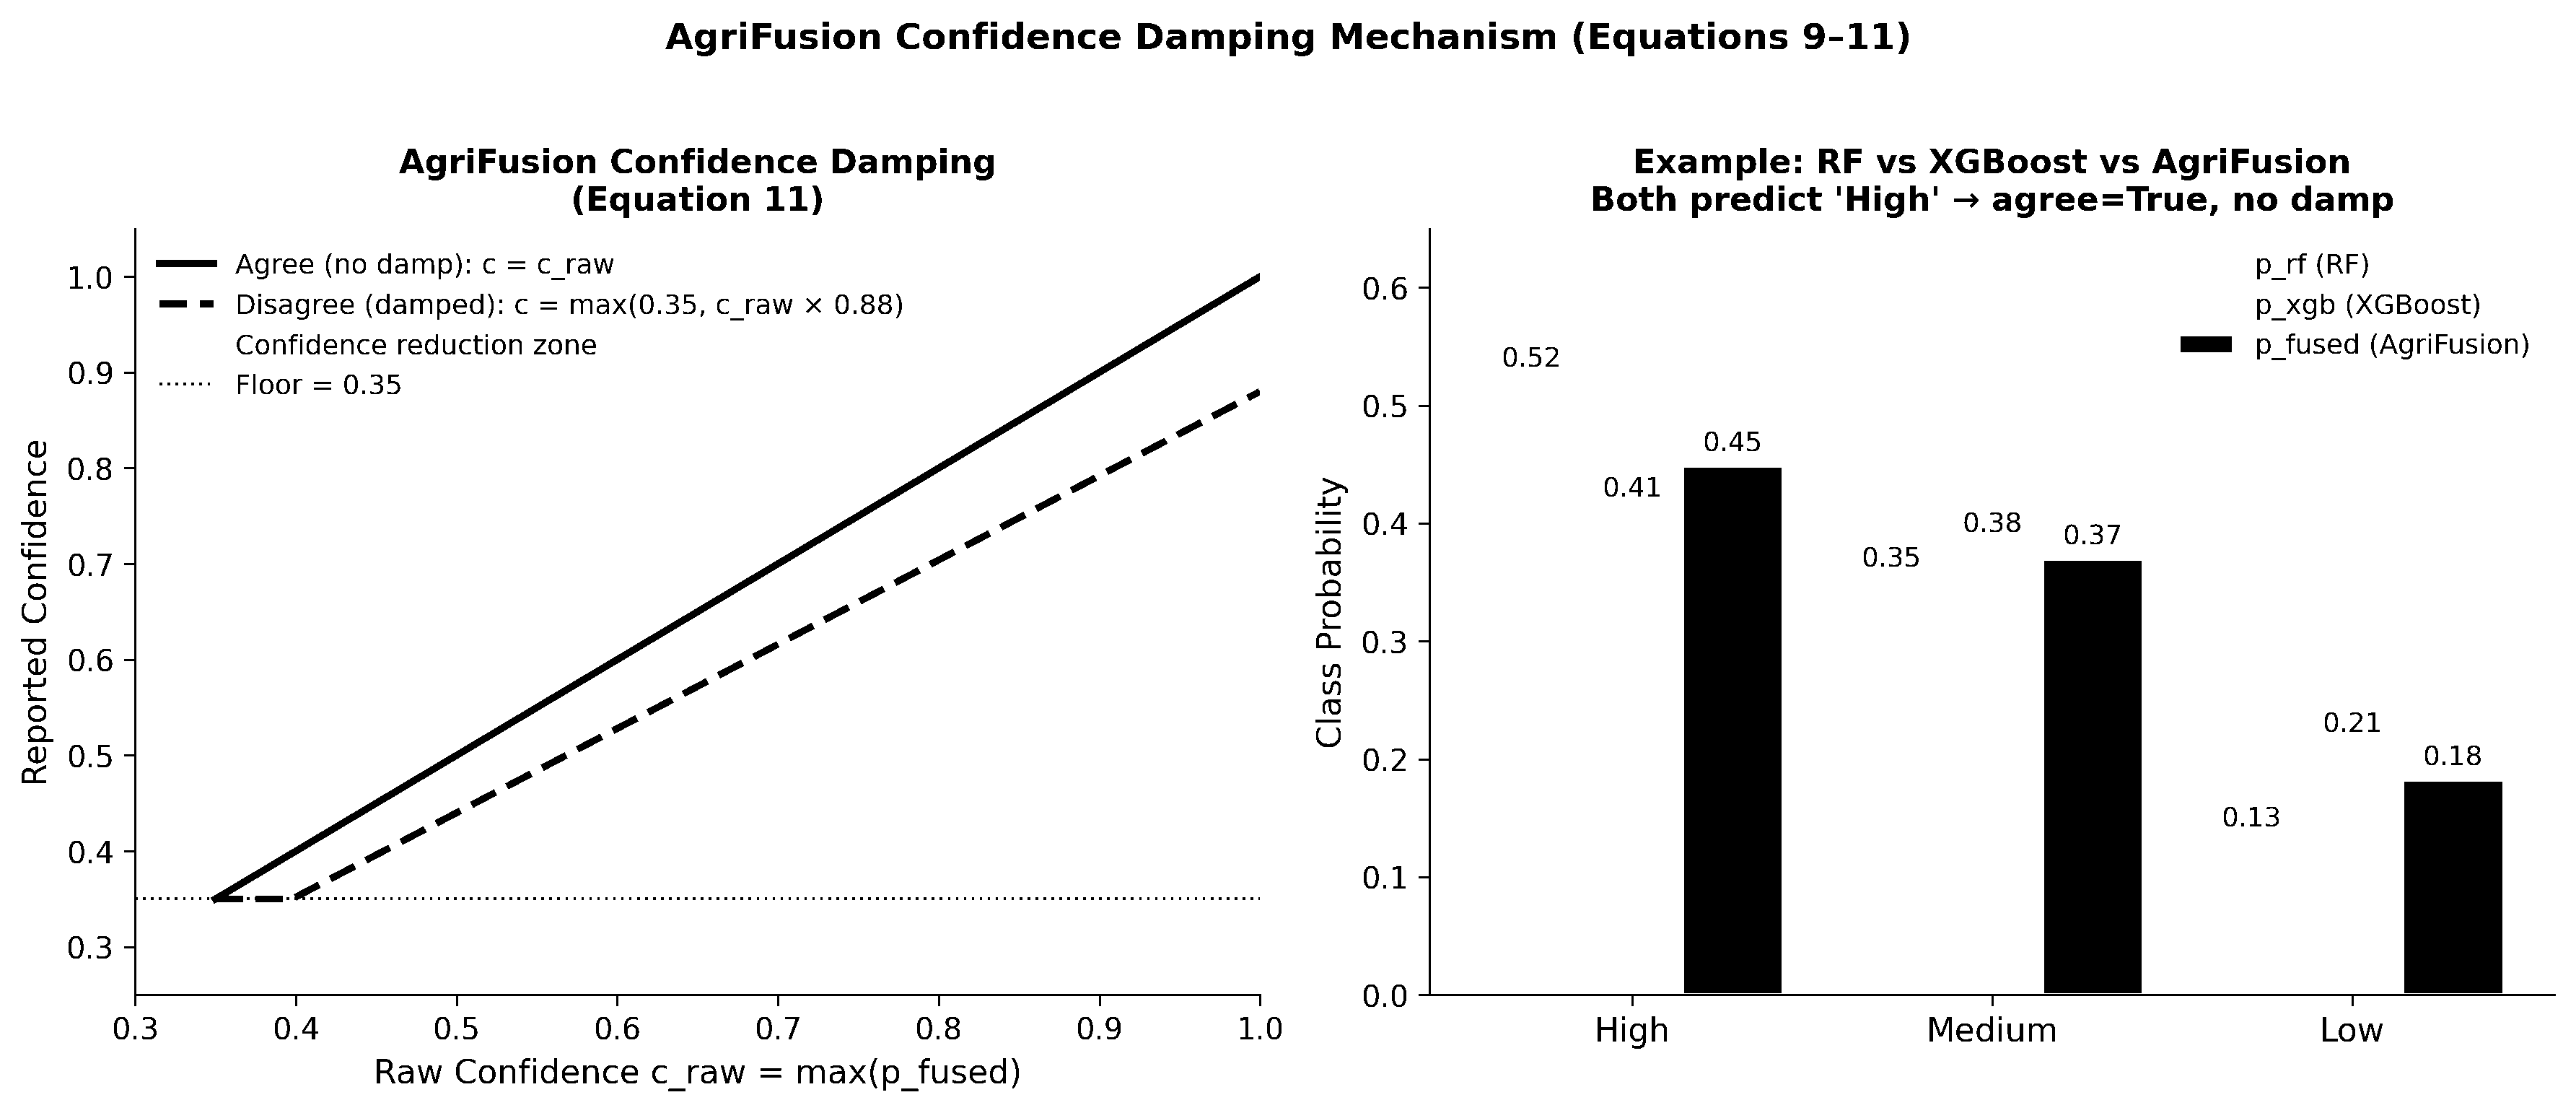 AgriFusion Confidence Damping Mechanism (Equations 9–11)
AgriFusion Confidence Damping
(Equation 11)
Agree (no damp): c = c_raw
Disagree (damped): c = max(0.35, c_raw × 0.88)
Confidence reduction zone
Floor = 0.35
Reported Confidence
1.0
0.9
0.8
0.7
0.6
0.5
0.4
0.3
0.3 0.4 0.5 0.6 0.7 0.8 0.9 1.0
Raw Confidence c_raw = max(p_fused)
Example: RF vs XGBoost vs AgriFusion
Both predict 'High' → agree=True, no damp
p_rf (RF)
p_xgb (XGBoost)
p_fused (AgriFusion)
Class Probability
0.6
0.5
0.4
0.3
0.2
0.1
0.0
0.52
0.41
0.45
0.35
0.38
0.37
0.13
0.21
0.18
High Medium Low